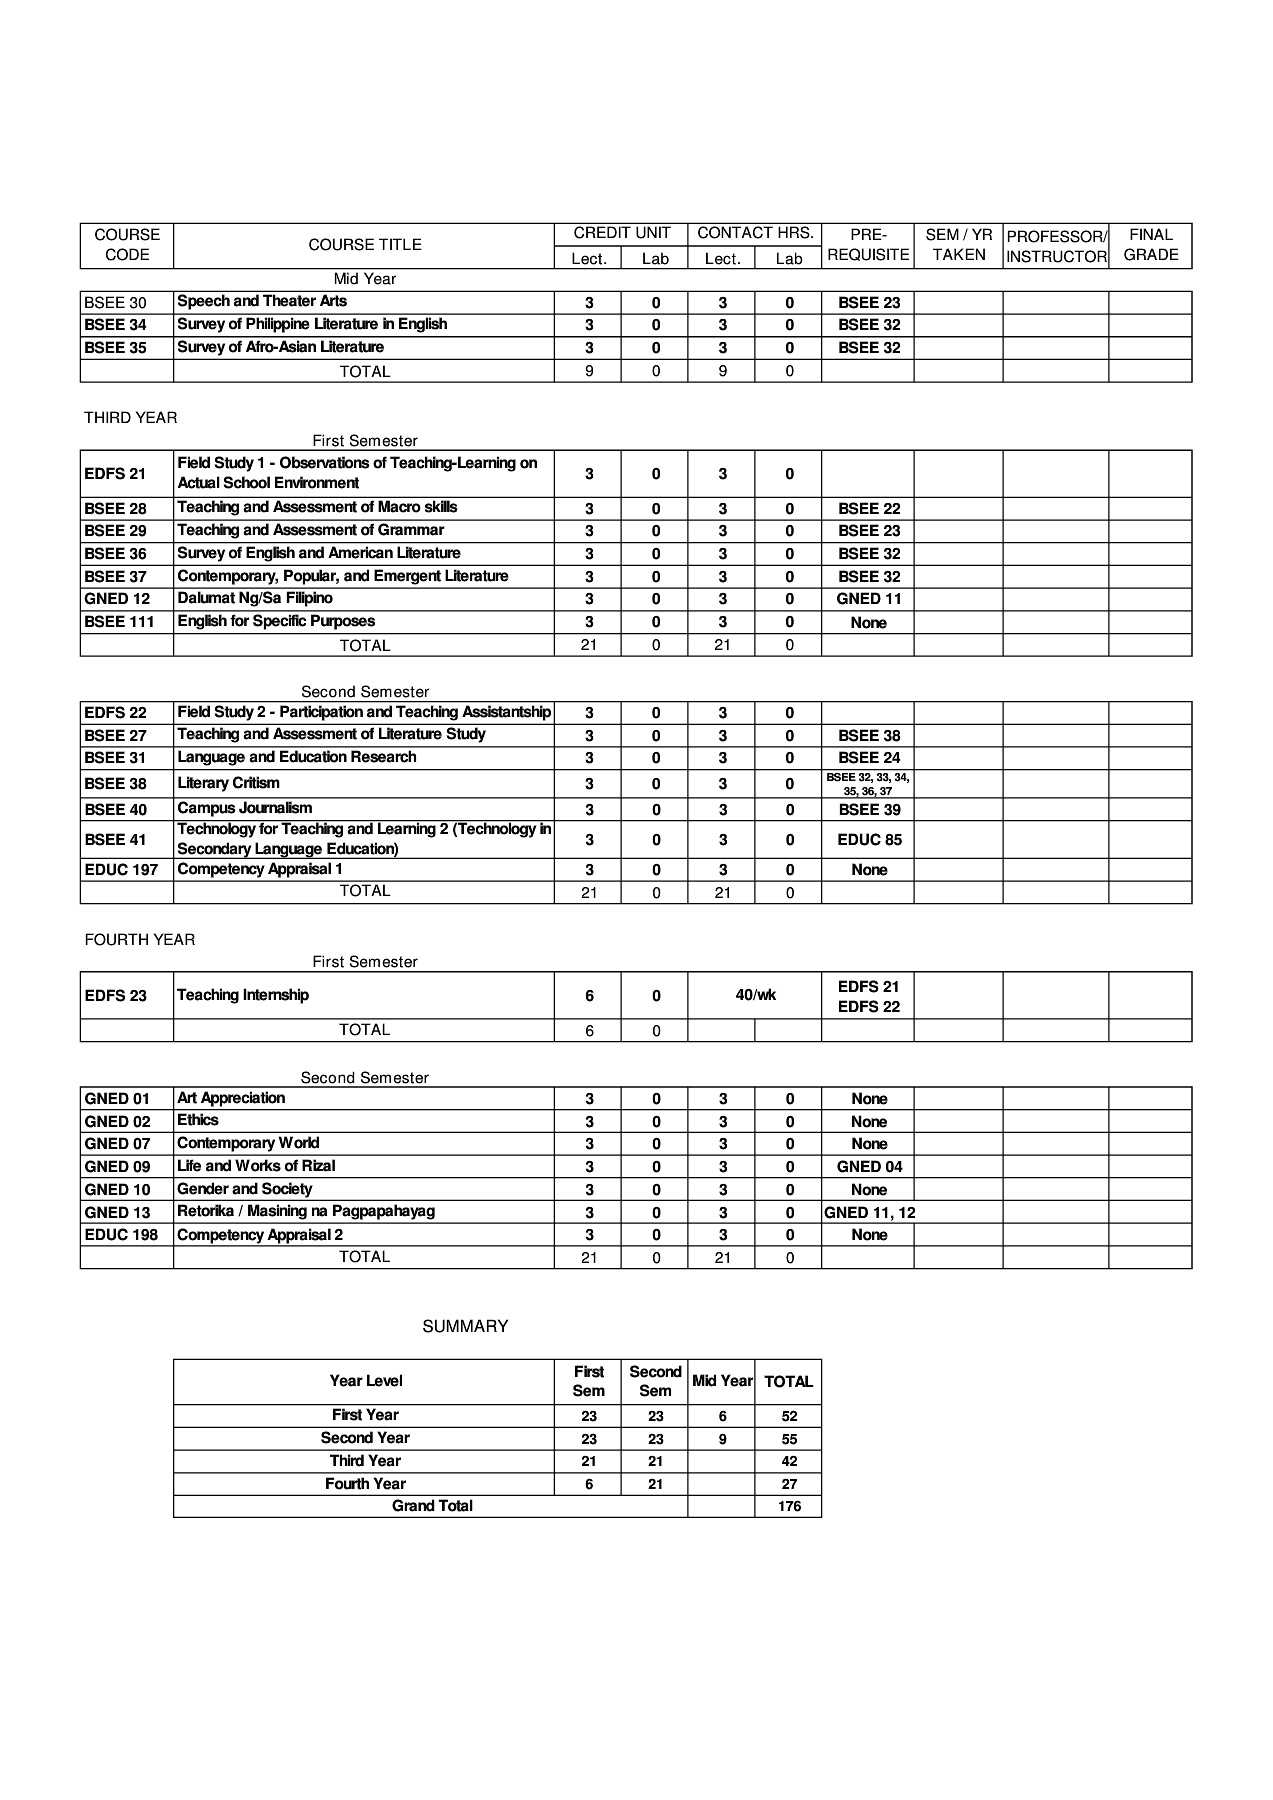 COURSE CODE COURSE TITLE CREDIT UNIT CONTACT HRS. PRE-REQUISITE SEM / YR TAKEN PROFESSOR/ INSTRUCTOR FINAL GRADE
Lect. Lab Lect. Lab
Mid Year
BSEE 30 Speech and Theater Arts 3 0 3 0 BSEE 23
BSEE 34 Survey of Philippine Literature in English 3 0 3 0 BSEE 32
BSEE 35 Survey of Afro-Asian Literature 3 0 3 0 BSEE 32
TOTAL 9 0 9 0
THIRD YEAR
First Semester
EDFS 21 Field Study 1 - Observations of Teaching-Learning on Actual School Environment 3 0 3 0
BSEE 28 Teaching and Assessment of Macro skills 3 0 3 0 BSEE 22
BSEE 29 Teaching and Assessment of Grammar 3 0 3 0 BSEE 23
BSEE 36 Survey of English and American Literature 3 0 3 0 BSEE 32
BSEE 37 Contemporary, Popular, and Emergent Literature 3 0 3 0 BSEE 32
GNED 12 Dalumat Ng/Sa Filipino 3 0 3 0 GNED 11
BSEE 111 English for Specific Purposes 3 0 3 0 None
TOTAL 21 0 21 0
Second Semester
EDFS 22 Field Study 2 - Participation and Teaching Assistantship 3 0 3 0
BSEE 27 Teaching and Assessment of Literature Study 3 0 3 0 BSEE 38
BSEE 31 Language and Education Research 3 0 3 0 BSEE 24
BSEE 38 Literary Critism 3 0 3 0 BSEE 32, 33, 34, 35, 36, 37
BSEE 40 Campus Journalism 3 0 3 0 BSEE 39
BSEE 41 Technology for Teaching and Learning 2 (Technology in Secondary Language Education) 3 0 3 0 EDUC 85
EDUC 197 Competency Appraisal 1 3 0 3 0 None
TOTAL 21 0 21 0
FOURTH YEAR
First Semester
EDFS 23 Teaching Internship 6 0 40/wk EDFS 21 EDFS 22
TOTAL 6 0
Second Semester
GNED 01 Art Appreciation 3 0 3 0 None
GNED 02 Ethics 3 0 3 0 None
GNED 07 Contemporary World 3 0 3 0 None
GNED 09 Life and Works of Rizal 3 0 3 0 GNED 04
GNED 10 Gender and Society 3 0 3 0 None
GNED 13 Retorika / Masining na Pagpapahayag 3 0 3 0 GNED 11, 12
EDUC 198 Competency Appraisal 2 3 0 3 0 None
TOTAL 21 0 21 0
SUMMARY
Year Level First Sem Second Sem Mid Year TOTAL
First Year 23 23 6 52
Second Year 23 23 9 55
Third Year 21 21 42
Fourth Year 6 21 27
Grand Total 176